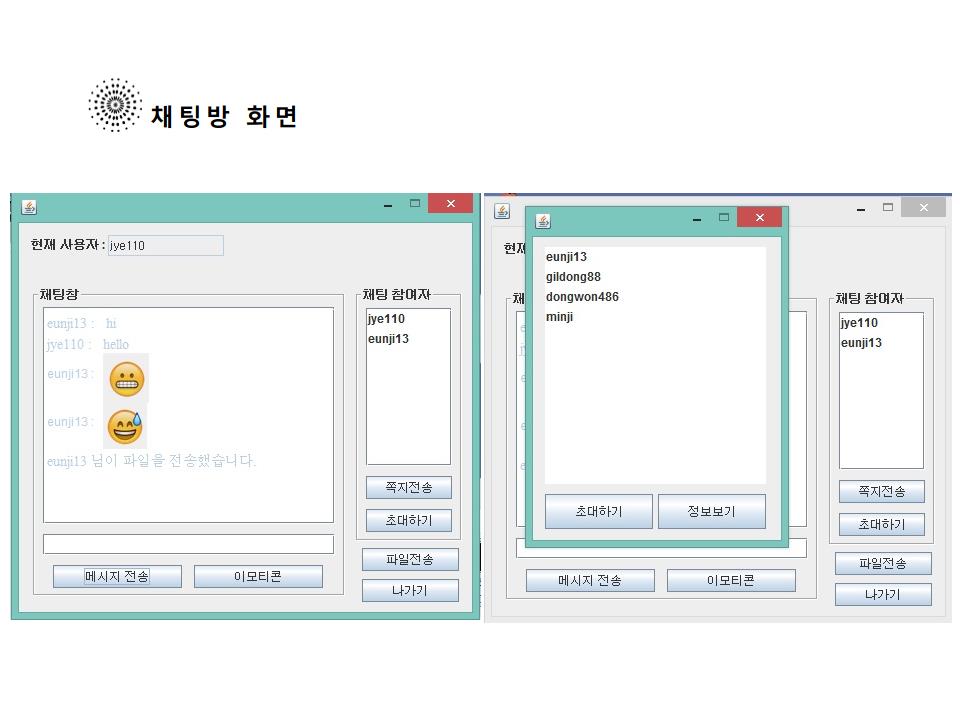 채팅방 화면
현재 사용자 : jye110
채팅창
eunji13 : hi
jye110 : hello
eunji13 :
eunji13 :
eunji13 님이 파일을 전송했습니다.
메시지 전송
이모티콘
채팅 참여자
jye110
eunji13
쪽지전송
초대하기
파일전송
나가기
현재
채
eunji13
gildong88
dongwon486
minji
초대하기
정보보기
메시지 전송
이모티콘
채팅 참여자
jye110
eunji13
쪽지전송
초대하기
파일전송
나가기